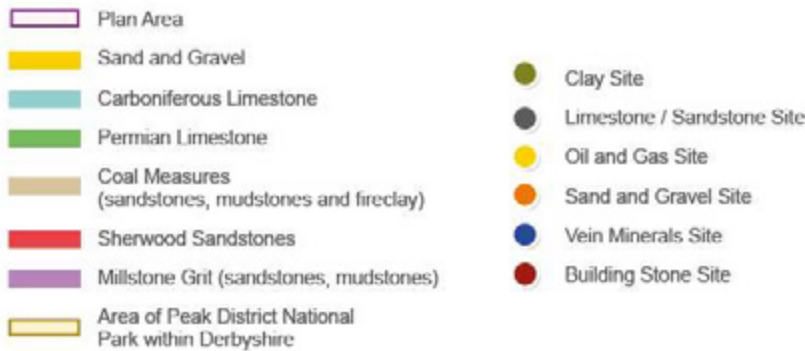 Plan Area
Sand and Gravel
Carboniferous Limestone
Permian Limestone
Coal Measures
(sandstones, mudstones and fireclay)
Sherwood Sandstones
Millstone Grit (sandstones, mudstones)
Area of Peak District National
Park within Derbyshire
Clay Site
Limestone / Sandstone Site
Oil and Gas Site
Sand and Gravel Site
Vein Minerals Site
Building Stone Site